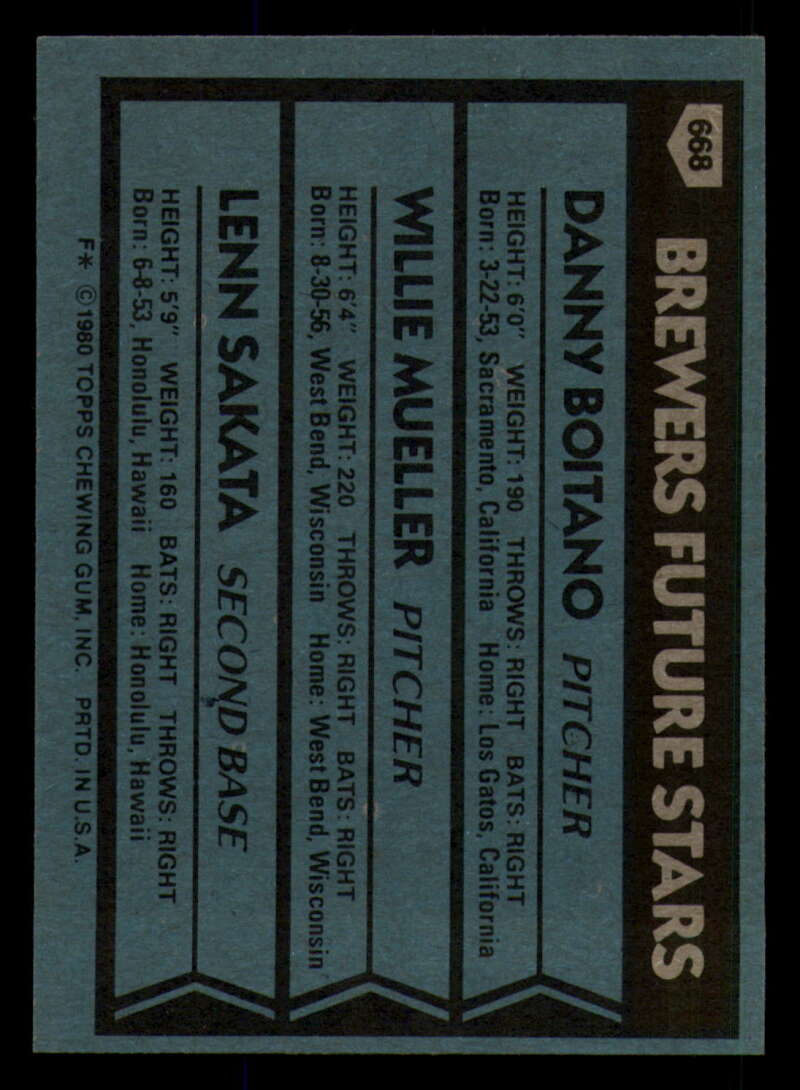 668
BREWERS FUTURE STARS
DANNY BOITANO PITCHER
HEIGHT: 6'0" WEIGHT: 190 THROWS: RIGHT BATS: RIGHT
Born: 3-22-53, Sacramento, California Home: Los Gatos, California
WILLIE MUELLER PITCHER
HEIGHT: 6'4" WEIGHT: 220 THROWS: RIGHT BATS: RIGHT
Born: 8-30-56, West Bend, Wisconsin Home: West Bend, Wisconsin
LENN SAKATA SECOND BASE
HEIGHT: 5'9" WEIGHT: 160 BATS: RIGHT THROWS: RIGHT
Born: 6-8-53, Honolulu, Hawaii Home: Honolulu, Hawaii
F* ©1980 TOPPS CHEWING GUM, INC. PRTD. IN U.S.A.